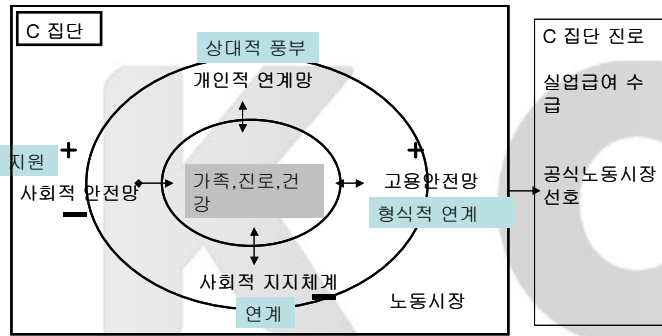 C 집단
상대적 풍부
개인적 연계망
+
지원
사회적 안전망
−
가족,진로,건
강
+
고용안전망
형식적 연계
사회적 지지체계
−
연계
노동시장
C 집단 진로
실업급여 수
급
공식노동시장
선호